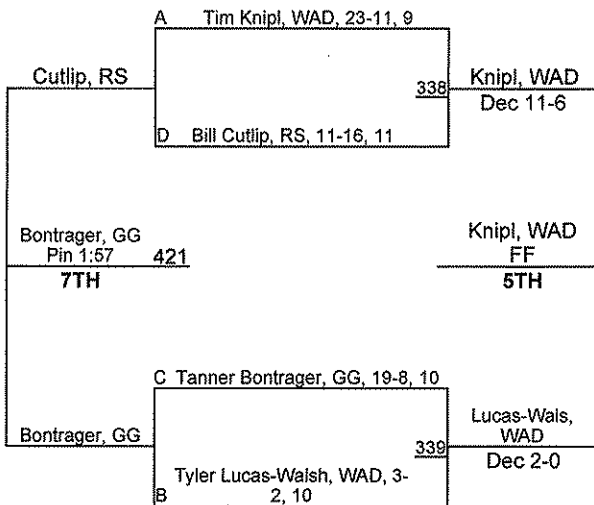 A Tim Knipl, WAD, 23-11, 9
Cutlip, RS
338
Knipl, WAD
Dec 11-6
D Bill Cutlip, RS, 11-16, 11
Bontrager, GG
Pin 1:57
421
7TH
Knipl, WAD
FF
5TH
C Tanner Bontrager, GG, 19-8, 10
Bontrager, GG
339
Lucas-Wals,
WAD
Dec 2-0
Tyler Lucas-Walsh, WAD, 3-
B 2, 10